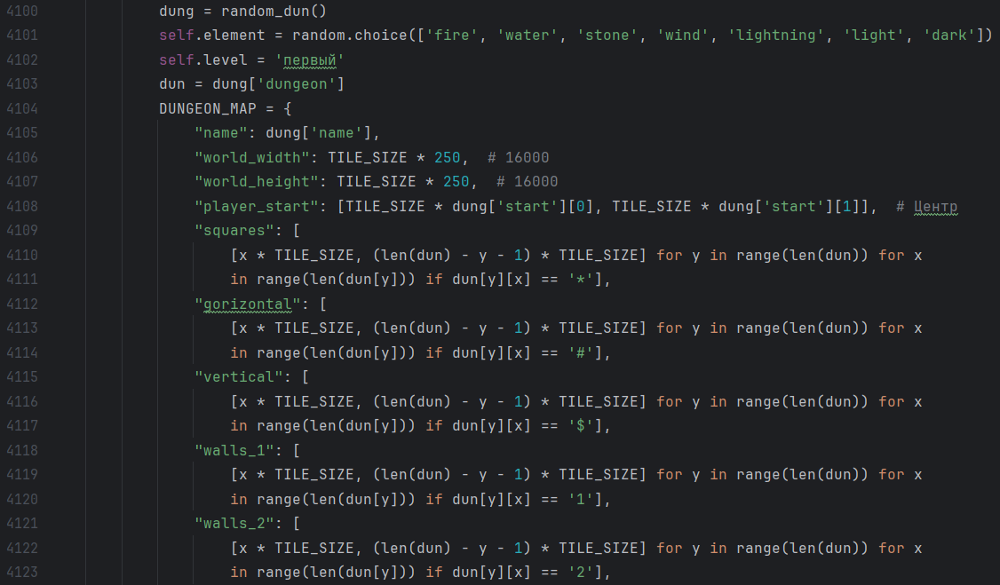 4100 dung = random_dun()
4101 self.element = random.choice(['fire', 'water', 'stone', 'wind', 'lightning', 'light', 'dark'])
4102 self.level = 'первый'
4103 dun = dung['dungeon']
4104 DUNGEON_MAP = {
4105 "name": dung['name'],
4106 "world_width": TILE_SIZE * 250,  # 16000
4107 "world_height": TILE_SIZE * 250,  # 16000
4108 "player_start": [TILE_SIZE * dung['start'][0], TILE_SIZE * dung['start'][1]],  # Центр
4109 "squares": [
4110 [x * TILE_SIZE, (len(dun) - y - 1) * TILE_SIZE] for y in range(len(dun)) for x
4111 in range(len(dun[y])) if dun[y][x] == '*'],
4112 "gorizontal": [
4113 [x * TILE_SIZE, (len(dun) - y - 1) * TILE_SIZE] for y in range(len(dun)) for x
4114 in range(len(dun[y])) if dun[y][x] == '#'],
4115 "vertical": [
4116 [x * TILE_SIZE, (len(dun) - y - 1) * TILE_SIZE] for y in range(len(dun)) for x
4117 in range(len(dun[y])) if dun[y][x] == '$'],
4118 "walls_1": [
4119 [x * TILE_SIZE, (len(dun) - y - 1) * TILE_SIZE] for y in range(len(dun)) for x
4120 in range(len(dun[y])) if dun[y][x] == '1'],
4121 "walls_2": [
4122 [x * TILE_SIZE, (len(dun) - y - 1) * TILE_SIZE] for y in range(len(dun)) for x
4123 in range(len(dun[y])) if dun[y][x] == '2'],